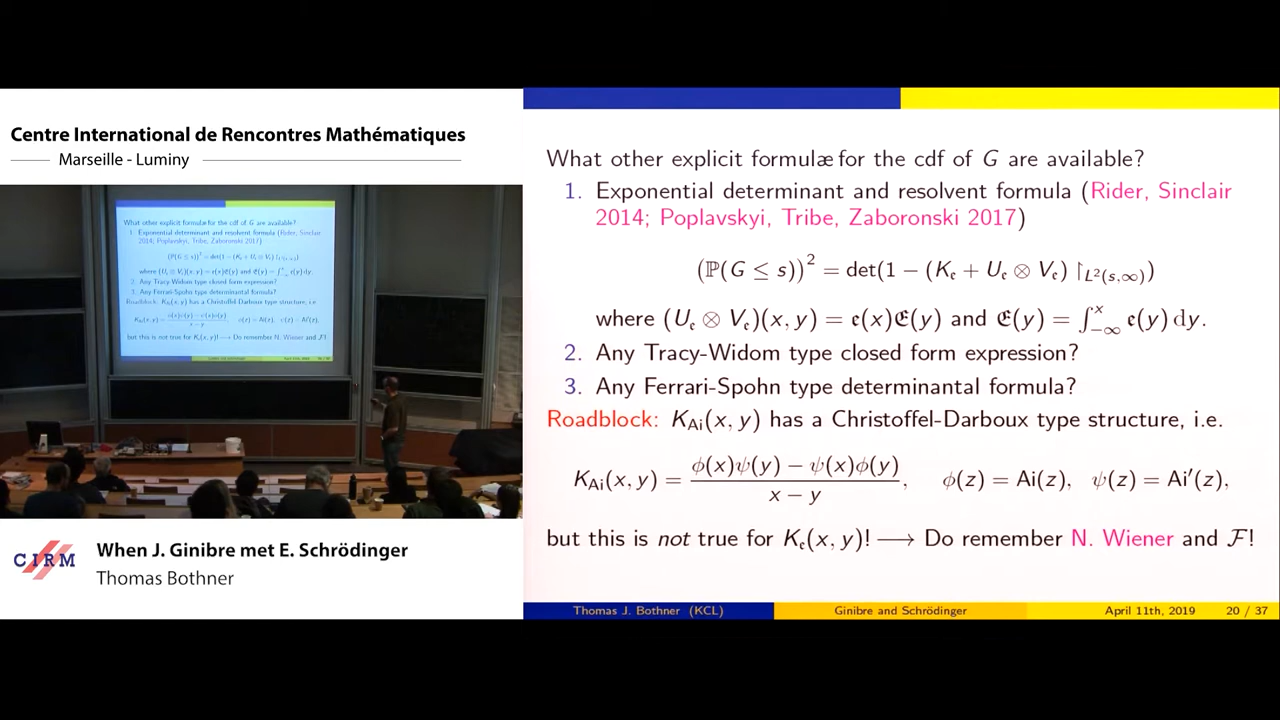 Centre International de Rencontres Mathématiques
Marseille - Luminy
CIRM
When J. Ginibre met E. Schrödinger
Thomas Bothner
What other explicit formulæ for the cdf of G are available?
1. Exponential determinant and resolvent formula (Rider, Sinclair
2014; Poplavskyi, Tribe, Zaboronski 2017)
(ℙ(G ≤ s))² = det(1 − (K𝔢 + U𝔢 ⊗ V𝔢) ↾L²(s,∞))
where (U𝔢 ⊗ V𝔢)(x, y) = 𝔢(x)𝔈(y) and 𝔈(y) = ∫₋∞ˣ 𝔢(y) dy.
2. Any Tracy-Widom type closed form expression?
3. Any Ferrari-Spohn type determinantal formula?
Roadblock: KAi(x, y) has a Christoffel-Darboux type structure, i.e.
KAi(x, y) = (ϕ(x)ψ(y) − ψ(x)ϕ(y)) / (x − y), ϕ(z) = Ai(z), ψ(z) = Ai′(z),
but this is not true for K𝔢(x, y)! ⟶ Do remember N. Wiener and ℱ!
Thomas J. Bothner (KCL)
Ginibre and Schrödinger
April 11th, 2019
20 / 37